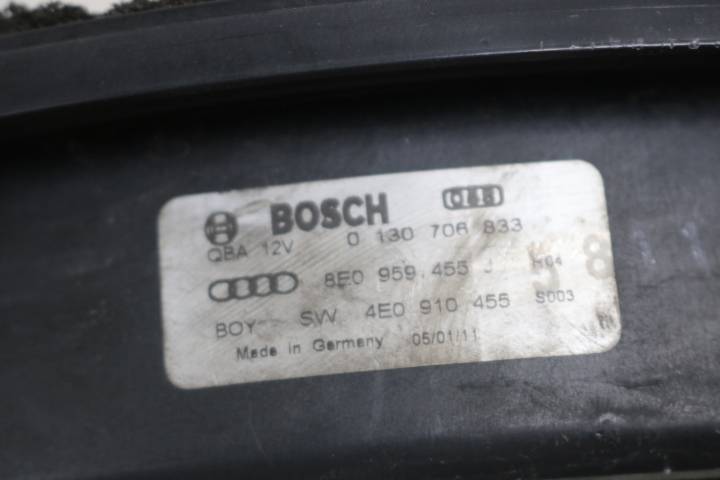 BOSCH
QBA 12V 0 130 706 833
8E0 959.455 J H04
BOY SW 4E0 910 455 S003
Made in Germany 05/01/11